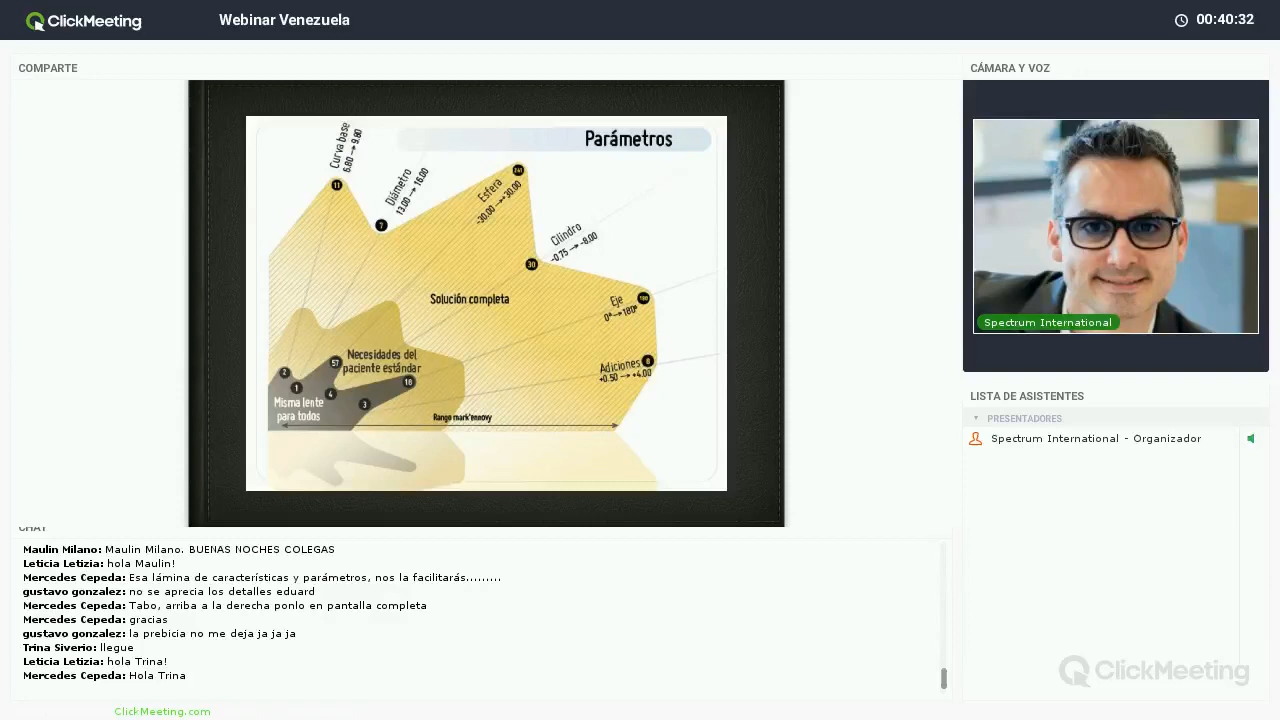 ClickMeeting
Webinar Venezuela
00:40:32
COMPARTE
CÁMARA Y VOZ
Parámetros
Curva base
6.80 → 9.80
11
Diámetro
13.00 → 16.00
7
Esfera
-30.00 → +30.00
241
Cilindro
-0.75 → -8.00
30
Solución completa
Eje
0° → 180°
180
Adiciones
+0.50 → +4.00
8
Necesidades del
paciente estándar
57
2
1
4
18
3
Misma lente
para todos
Rango mark'ennovy
Spectrum International
LISTA DE ASISTENTES
PRESENTADORES
Spectrum International - Organizador
CHAT
Maulin Milano: Maulin Milano. BUENAS NOCHES COLEGAS
Leticia Letizia: hola Maulin!
Mercedes Cepeda: Esa lámina de características y parámetros, nos la facilitarás.........
gustavo gonzalez: no se aprecia los detalles eduard
Mercedes Cepeda: Tabo, arriba a la derecha ponlo en pantalla completa
Mercedes Cepeda: gracias
gustavo gonzalez: la prebicia no me deja ja ja ja
Trina Siverio: llegue
Leticia Letizia: hola Trina!
Mercedes Cepeda: Hola Trina
ClickMeeting
ClickMeeting.com